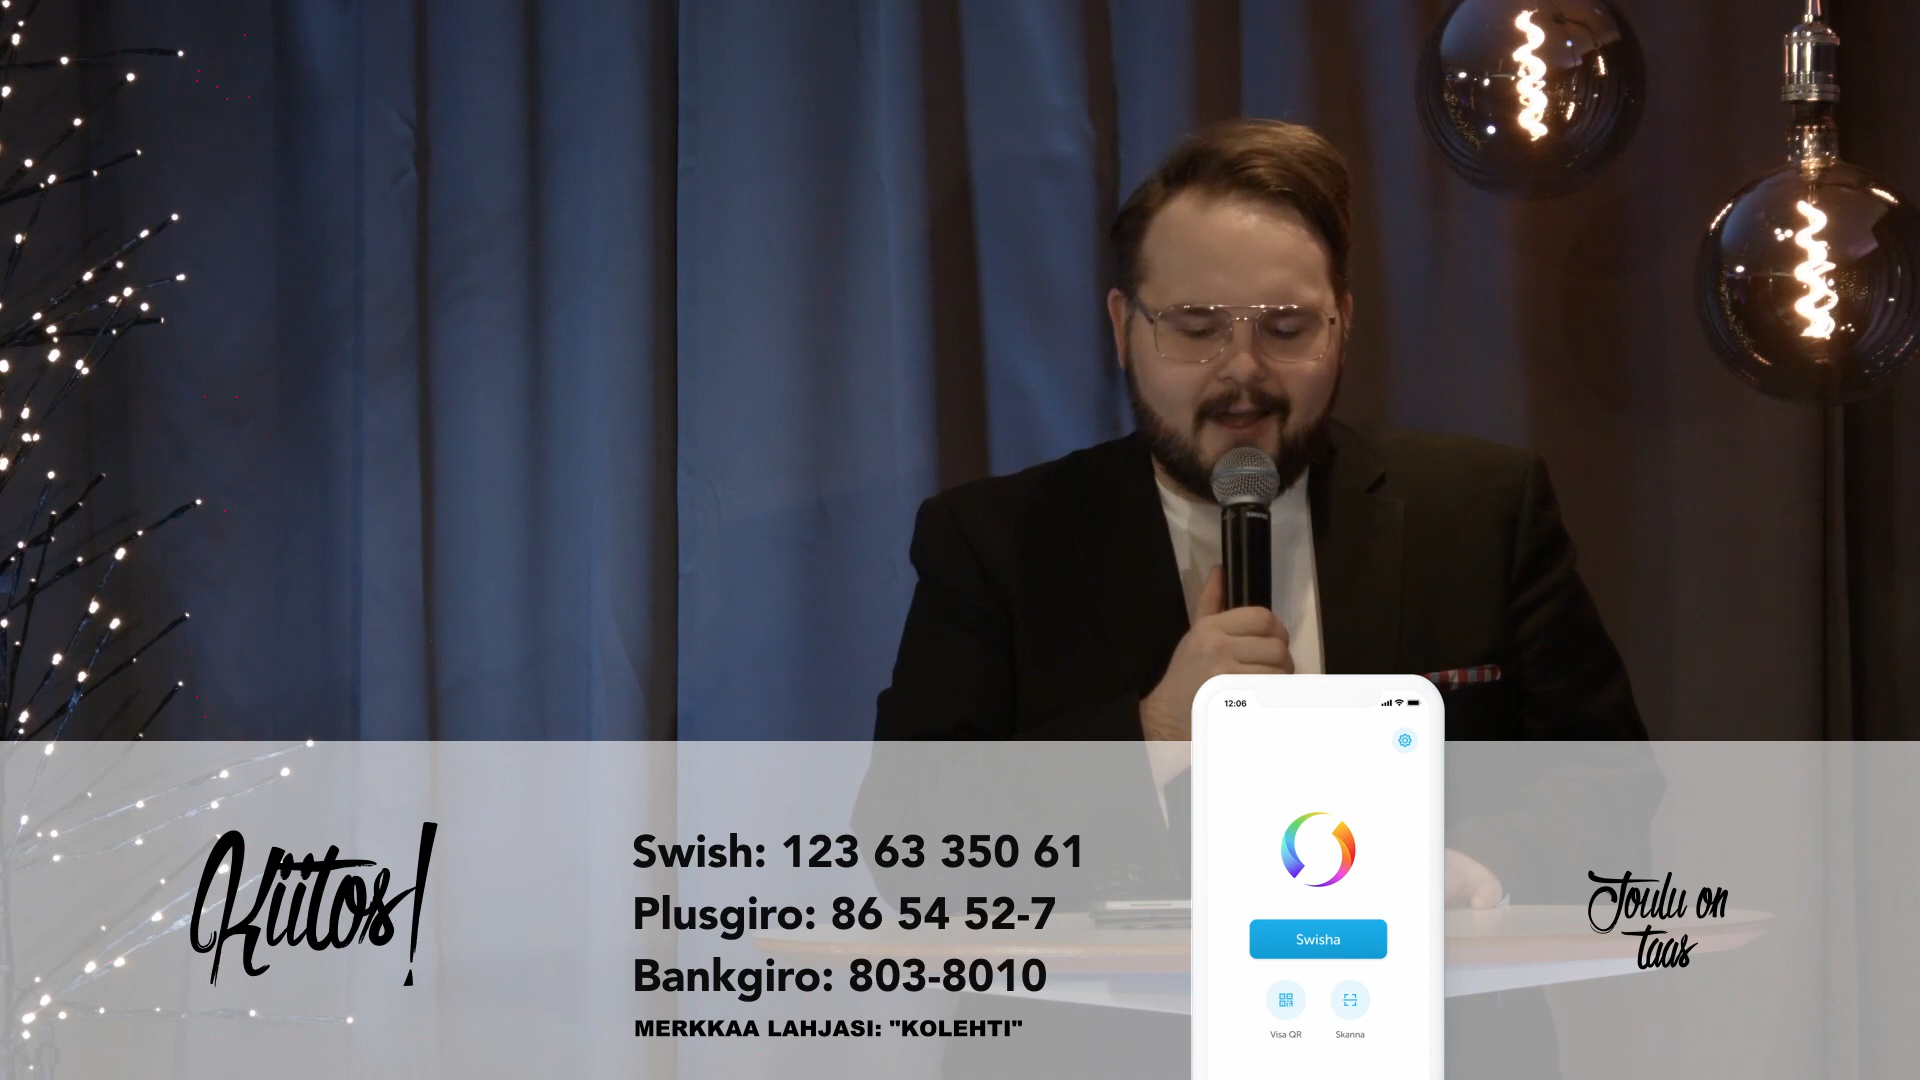 12:06
Kiitos!
Swish: 123 63 350 61
Plusgiro: 86 54 52-7
Bankgiro: 803-8010
MERKKAA LAHJASI: "KOLEHTI"
Swisha
Visa QR
Skanna
Joulu on
taas